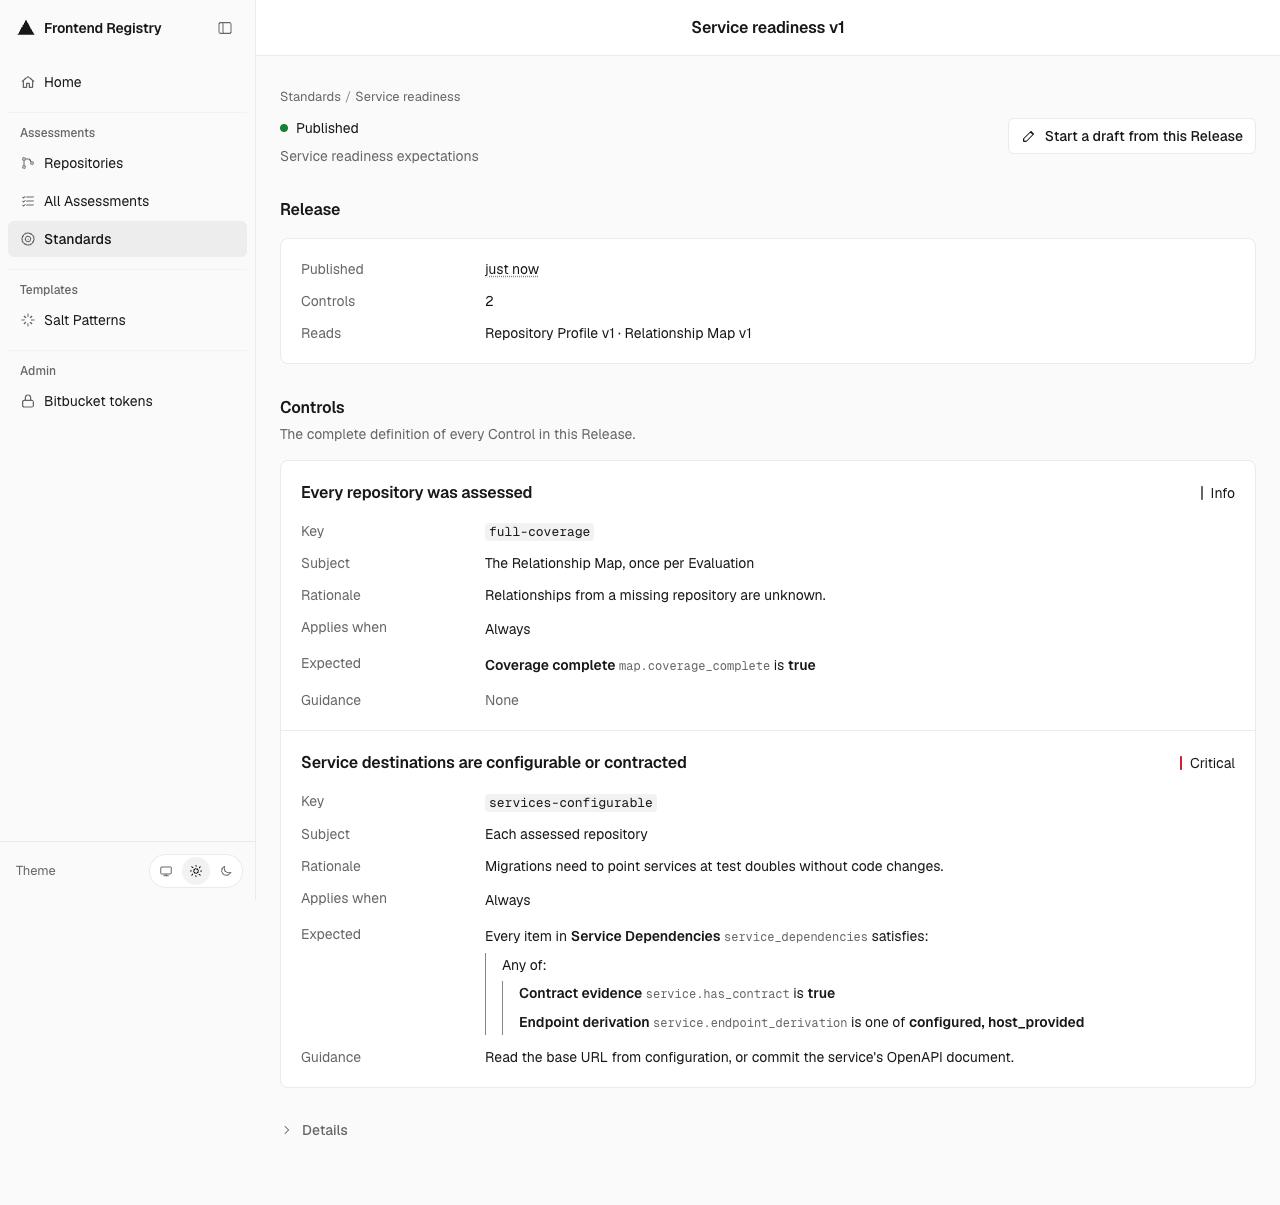 Frontend Registry
Home
Assessments
Repositories
All Assessments
Standards
Templates
Salt Patterns
Admin
Bitbucket tokens
Theme
Service readiness v1
Standards / Service readiness
Published
Service readiness expectations
Start a draft from this Release
Release
Published just now
Controls 2
Reads Repository Profile v1 · Relationship Map v1
Controls
The complete definition of every Control in this Release.
Every repository was assessed Info
Key full-coverage
Subject The Relationship Map, once per Evaluation
Rationale Relationships from a missing repository are unknown.
Applies when Always
Expected Coverage complete map.coverage_complete is true
Guidance None
Service destinations are configurable or contracted Critical
Key services-configurable
Subject Each assessed repository
Rationale Migrations need to point services at test doubles without code changes.
Applies when Always
Expected Every item in Service Dependencies service_dependencies satisfies:
Any of:
Contract evidence service.has_contract is true
Endpoint derivation service.endpoint_derivation is one of configured, host_provided
Guidance Read the base URL from configuration, or commit the service's OpenAPI document.
Details